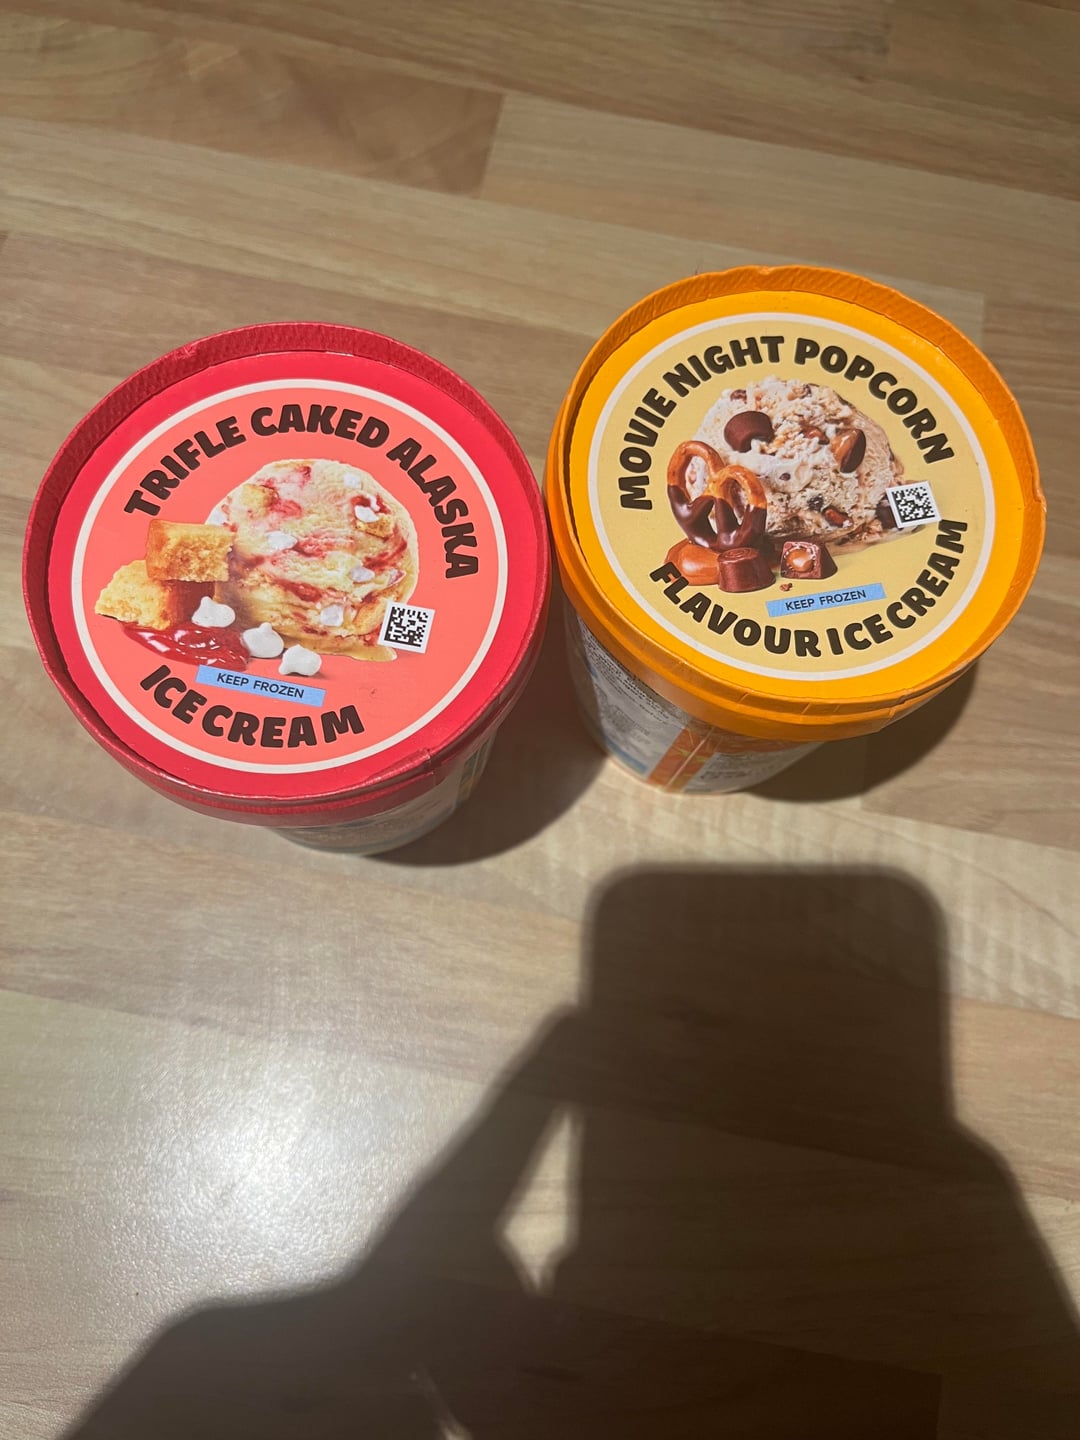 TRIFLE CAKED ALASKA
KEEP FROZEN
ICE CREAM
MOVIE NIGHT POPCORN
KEEP FROZEN
FLAVOUR ICE CREAM